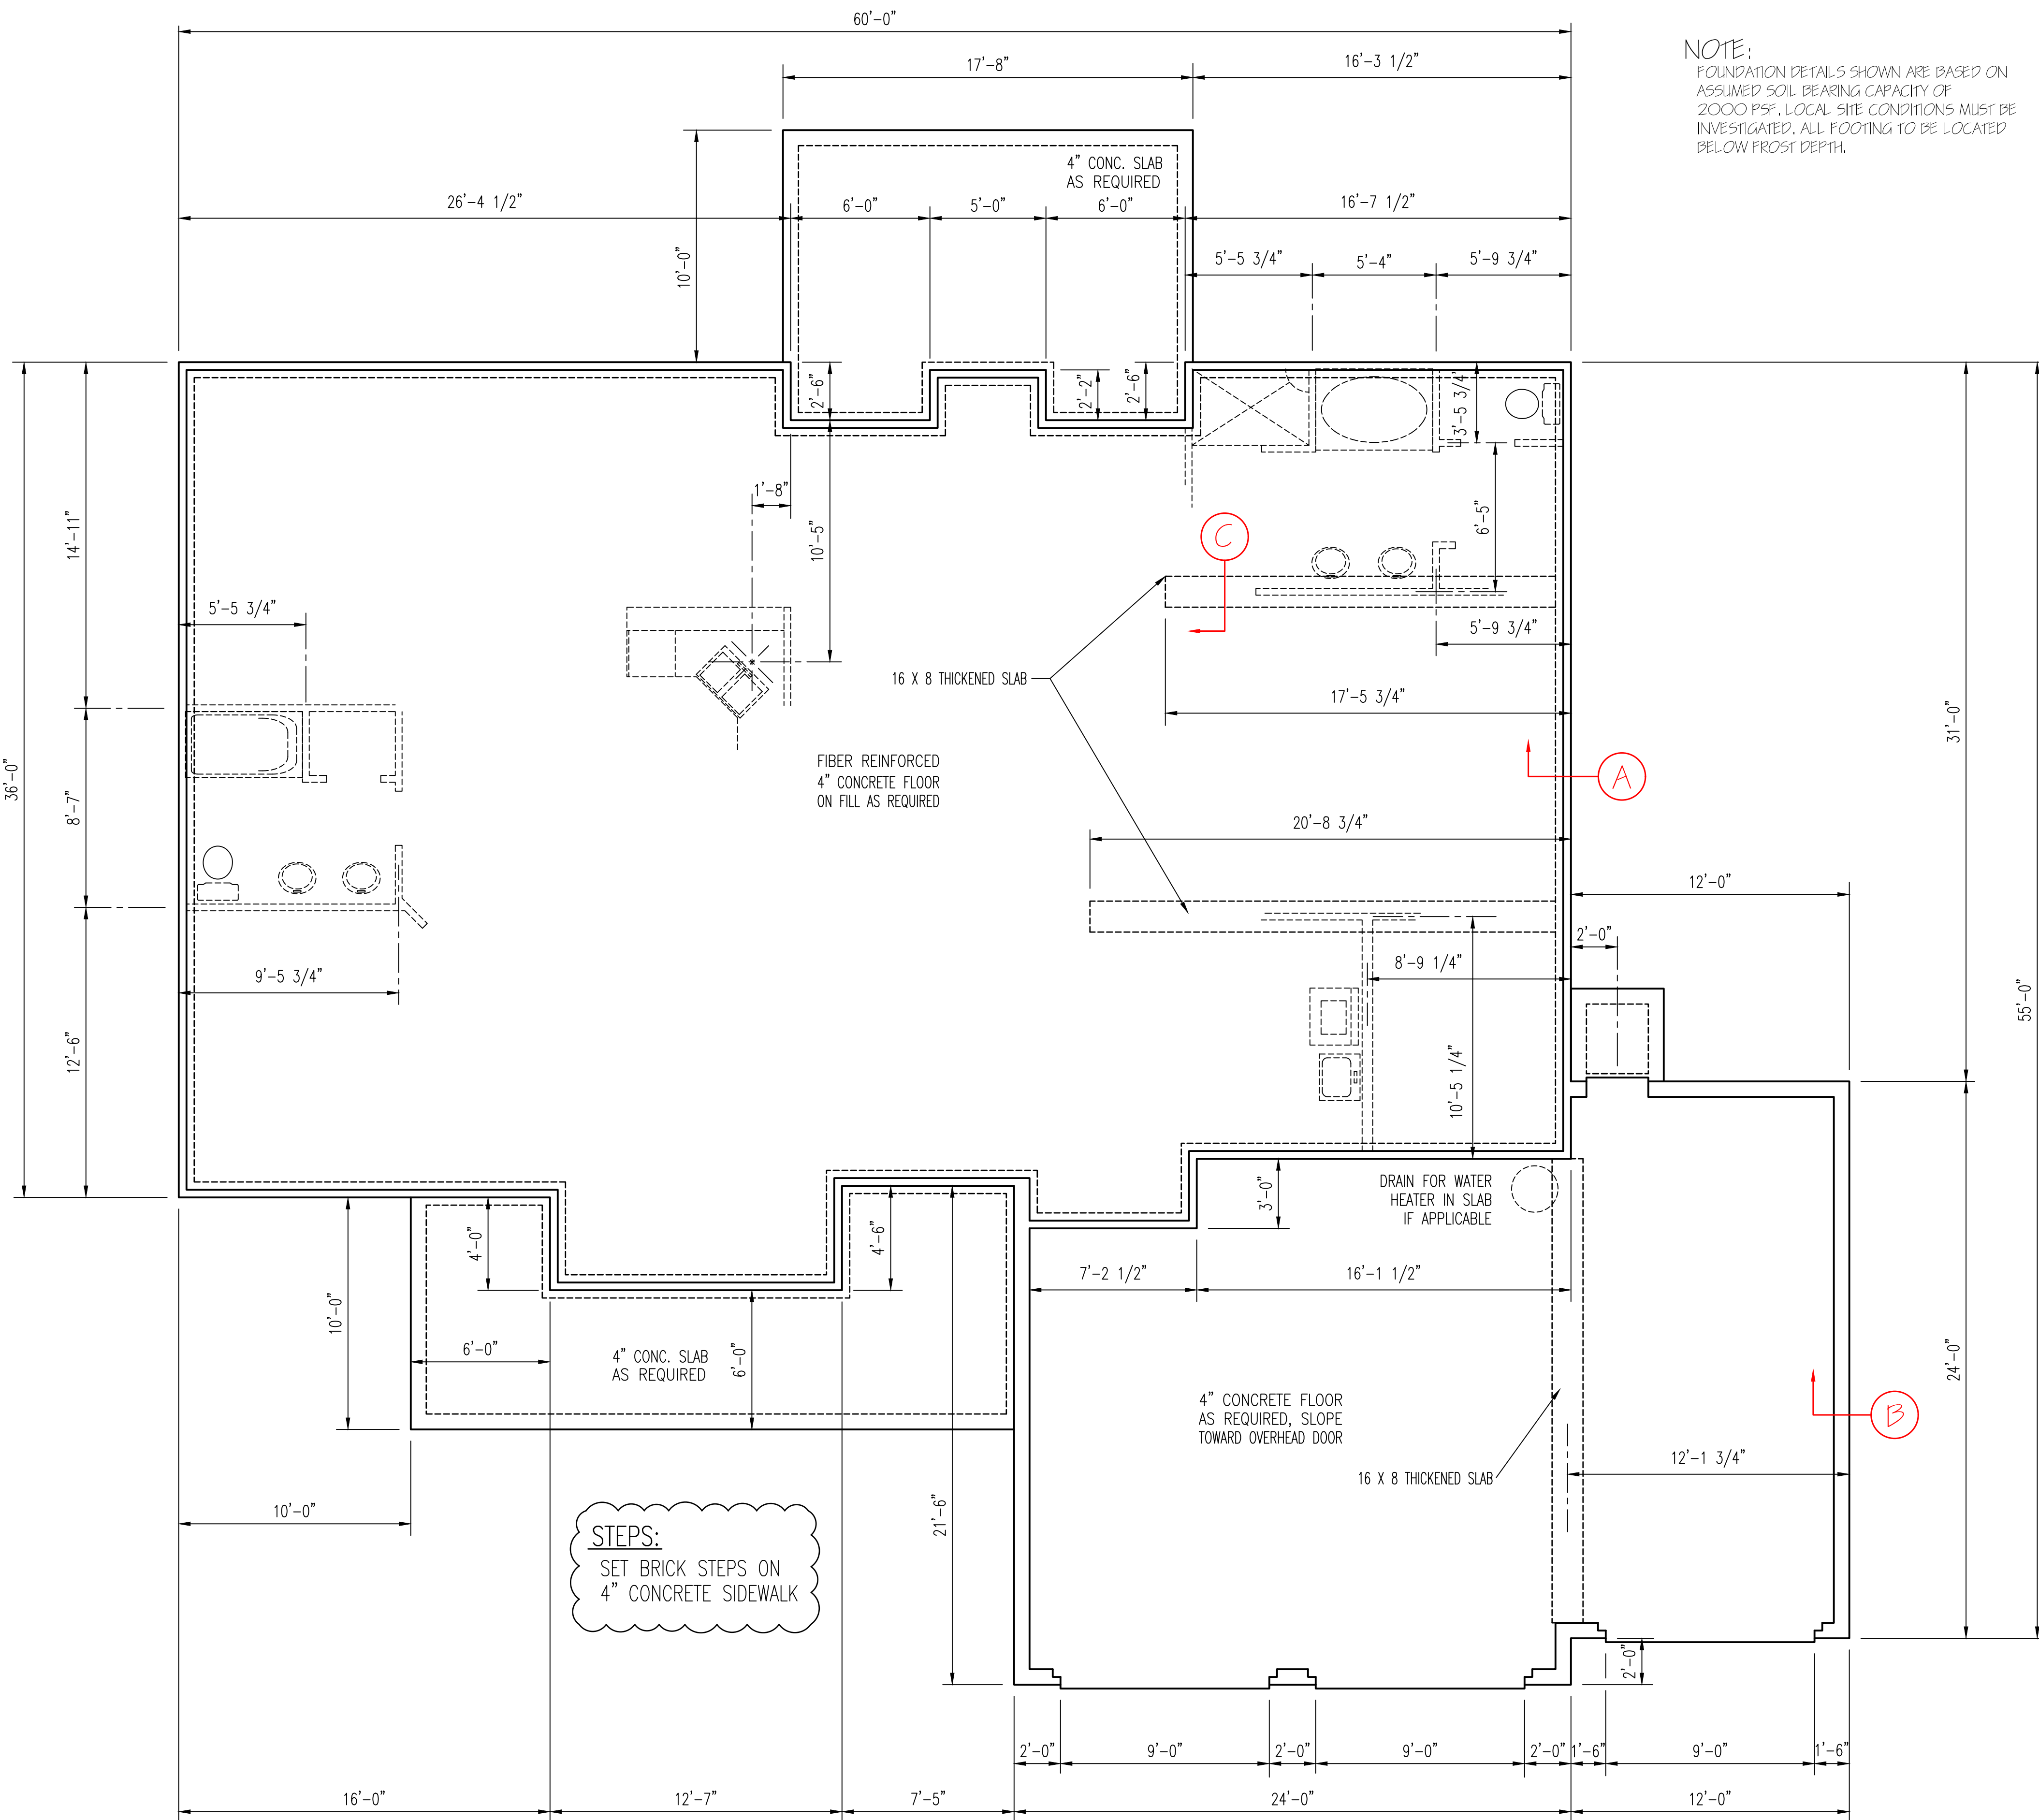 60'-0"
17'-8"
16'-3 1/2"
NOTE:
FOUNDATION DETAILS SHOWN ARE BASED ON
ASSUMED SOIL BEARING CAPACITY OF
2000 PSF. LOCAL SITE CONDITIONS MUST BE
INVESTIGATED. ALL FOOTING TO BE LOCATED
BELOW FROST DEPTH.
4" CONC. SLAB
AS REQUIRED
26'-4 1/2"
6'-0"
5'-0"
6'-0"
16'-7 1/2"
10'-0"
5'-5 3/4"
5'-4"
5'-9 3/4"
2'-6"
2'-2"
2'-6"
3'-5 3/4"
1'-8"
10'-5"
6'-5"
14'-11"
C
5'-5 3/4"
5'-9 3/4"
16 X 8 THICKENED SLAB
17'-5 3/4"
31'-0"
FIBER REINFORCED
4" CONCRETE FLOOR
ON FILL AS REQUIRED
A
36'-0"
8'-7"
20'-8 3/4"
12'-0"
2'-0"
9'-5 3/4"
8'-9 1/4"
55'-0"
12'-6"
10'-5 1/4"
DRAIN FOR WATER
HEATER IN SLAB
IF APPLICABLE
3'-0"
4'-0"
4'-6"
7'-2 1/2"
16'-1 1/2"
10'-0"
6'-0"
4" CONC. SLAB
AS REQUIRED
6'-0"
24'-0"
4" CONCRETE FLOOR
AS REQUIRED, SLOPE
TOWARD OVERHEAD DOOR
B
16 X 8 THICKENED SLAB
12'-1 3/4"
10'-0"
21'-6"
STEPS:
SET BRICK STEPS ON
4" CONCRETE SIDEWALK
2'-0"
2'-0"
9'-0"
2'-0"
9'-0"
2'-0"
1'-6"
9'-0"
1'-6"
16'-0"
12'-7"
7'-5"
24'-0"
12'-0"